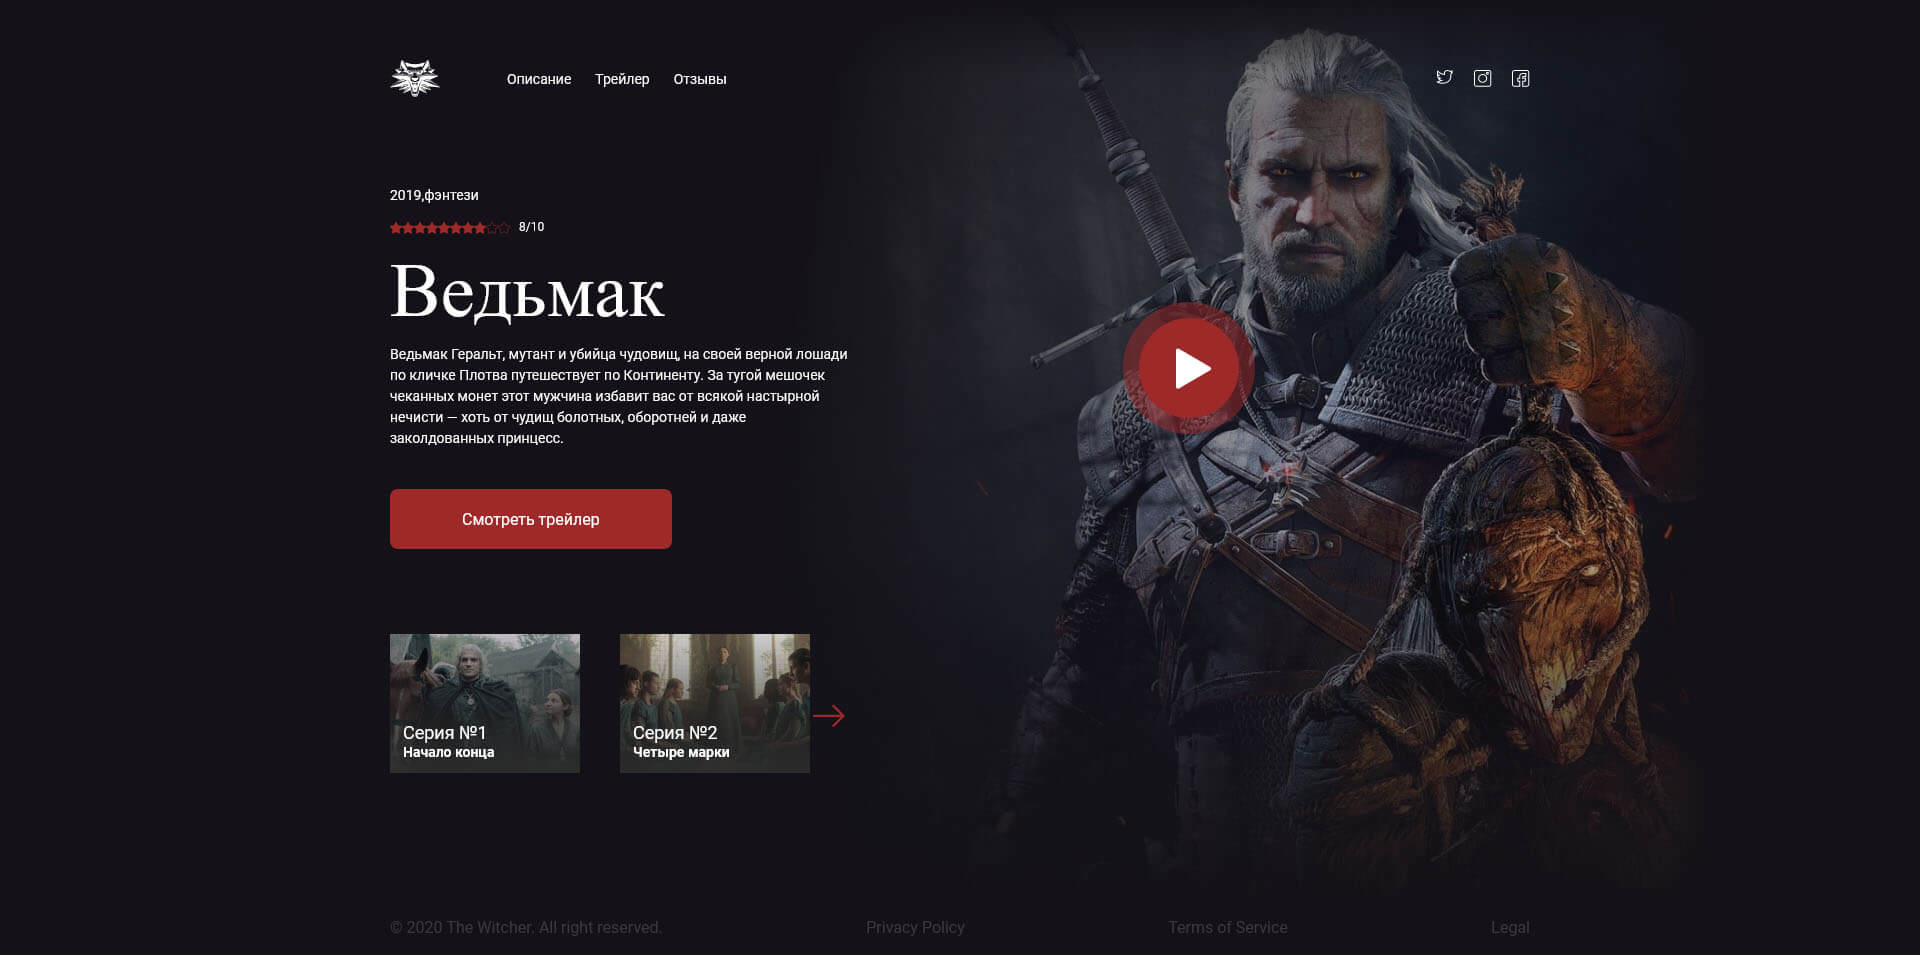 Описание Трейлер Отзывы
2019,фэнтези
8/10
Ведьмак
Ведьмак Геральт, мутант и убийца чудовищ, на своей верной лошади
по кличке Плотва путешествует по Континенту. За тугой мешочек
чеканных монет этот мужчина избавит вас от всякой настырной
нечисти — хоть от чудищ болотных, оборотней и даже
заколдованных принцесс.
Смотреть трейлер
Серия №1
Начало конца
Серия №2
Четыре марки
© 2020 The Witcher. All right reserved. Privacy Policy Terms of Service Legal